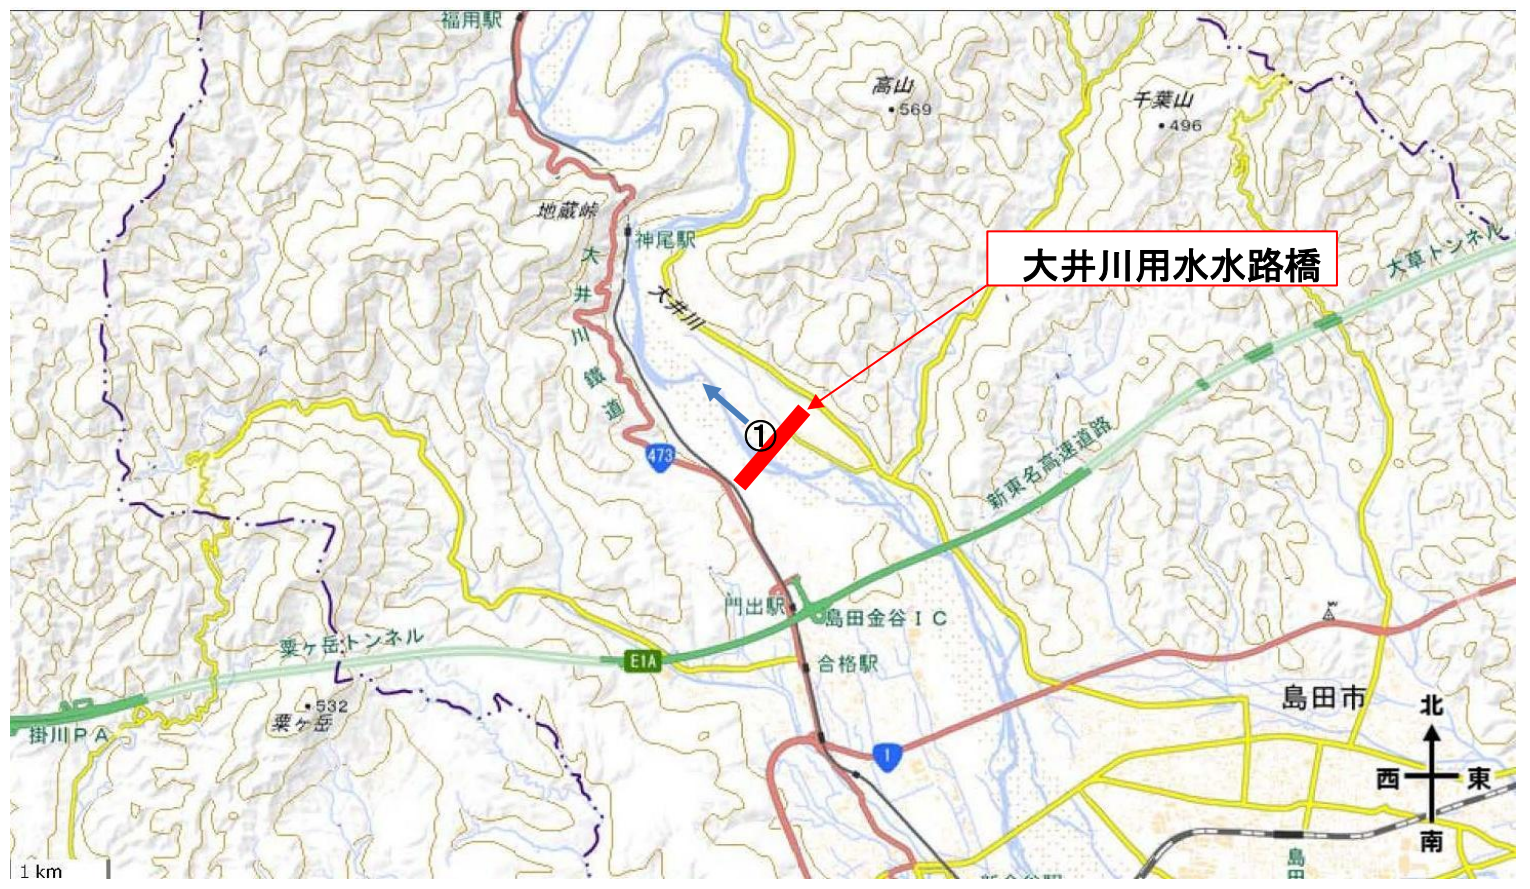 福用駅
高山
569
千葉山
496
地蔵峠
神尾駅
大井川鐵道
大井川
大井川用水水路橋
大草トンネル
①
473
新東名高速道路
門出駅
島田金谷IC
粟ヶ岳トンネル
E1A
合格駅
532
粟ヶ岳
掛川PA
島田市
1
北
西 東
南
1 km
島田